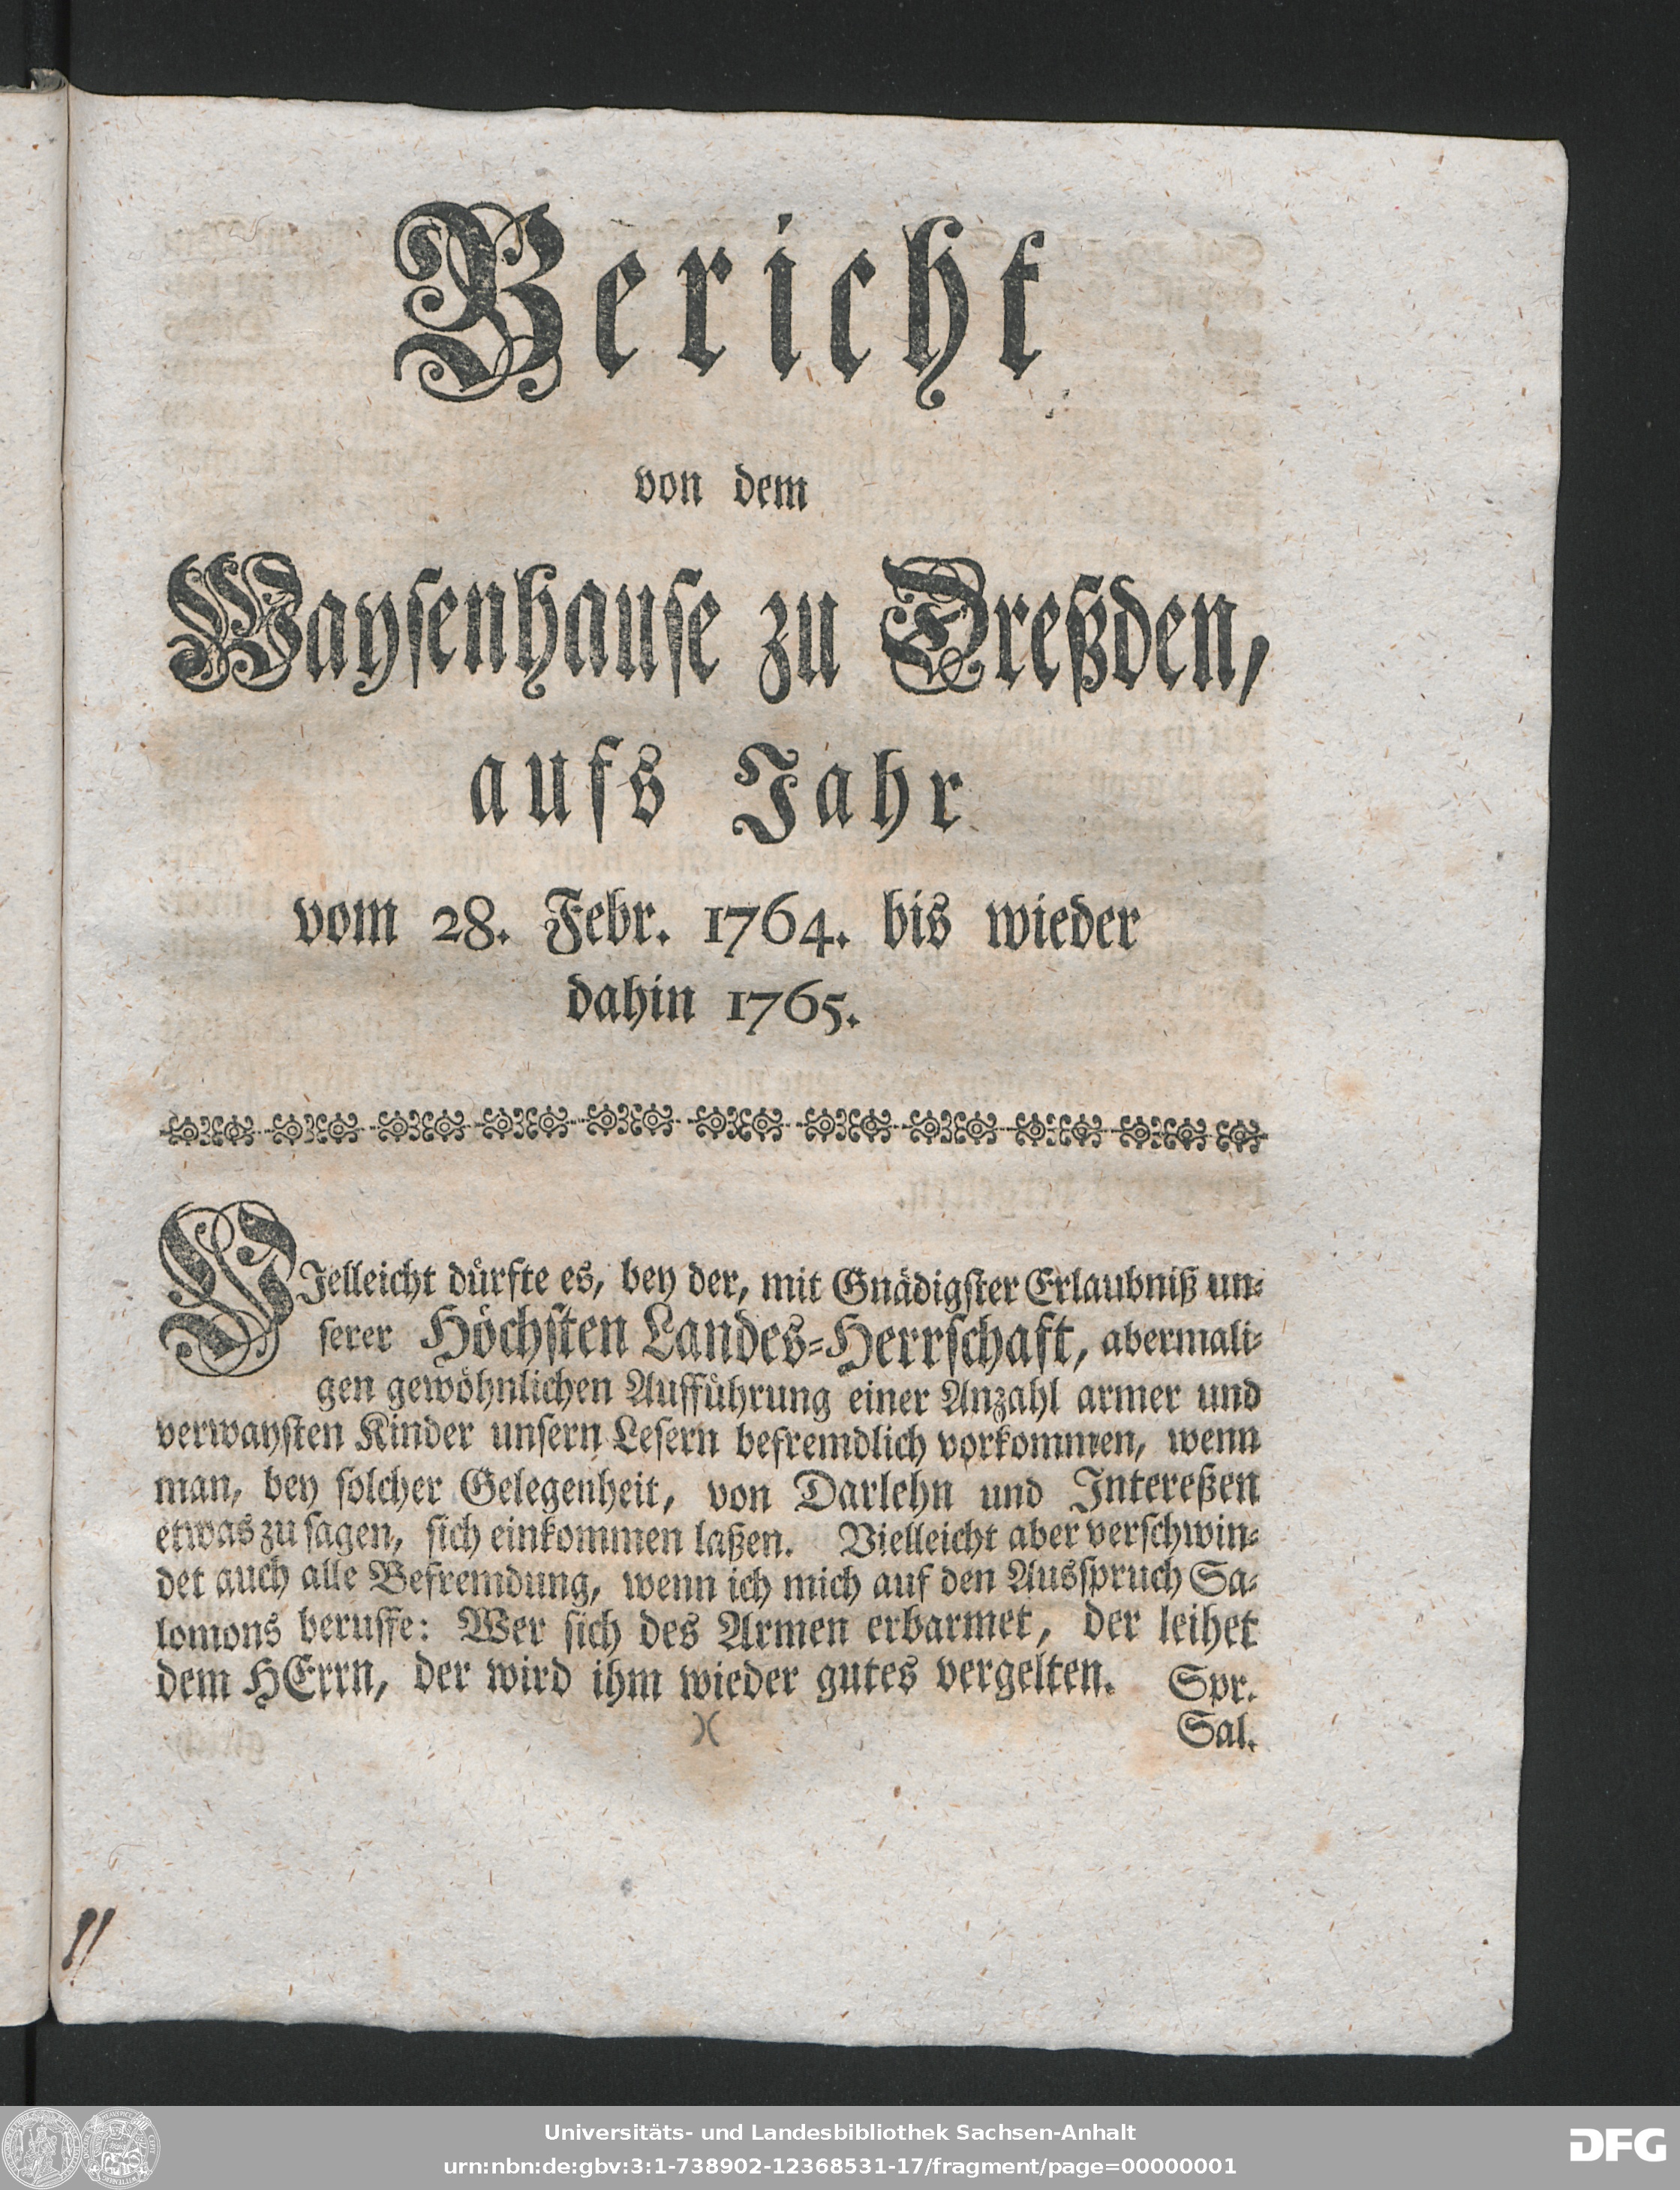 Bericht
von dem
Waysenhause zu Dreßden,
aufs Jahr
vom 28. Febr. 1764. bis wieder
dahin 1765.
VJelleicht dürfte es, bey der, mit Gnädigster Erlaubniß un-
serer Höchsten Landes-Herrschaft, abermali-
gen gewöhnlichen Aufführung einer Anzahl armer und
verwaysten Kinder unsern Lesern befremdlich vorkommen, wenn
man, bey solcher Gelegenheit, von Darlehn und Intereßen
etwas zu sagen, sich einkommen laßen. Vielleicht aber verschwin-
det auch alle Befremdung, wenn ich mich auf den Ausspruch Sa-
lomons beruffe: Wer sich des Armen erbarmet, der leihet
dem HErrn, der wird ihm wieder gutes vergelten. Spr.
)( Sal.
Universitäts- und Landesbibliothek Sachsen-Anhalt
urn:nbn:de:gbv:3:1-738902-12368531-17/fragment/page=00000001
DFG